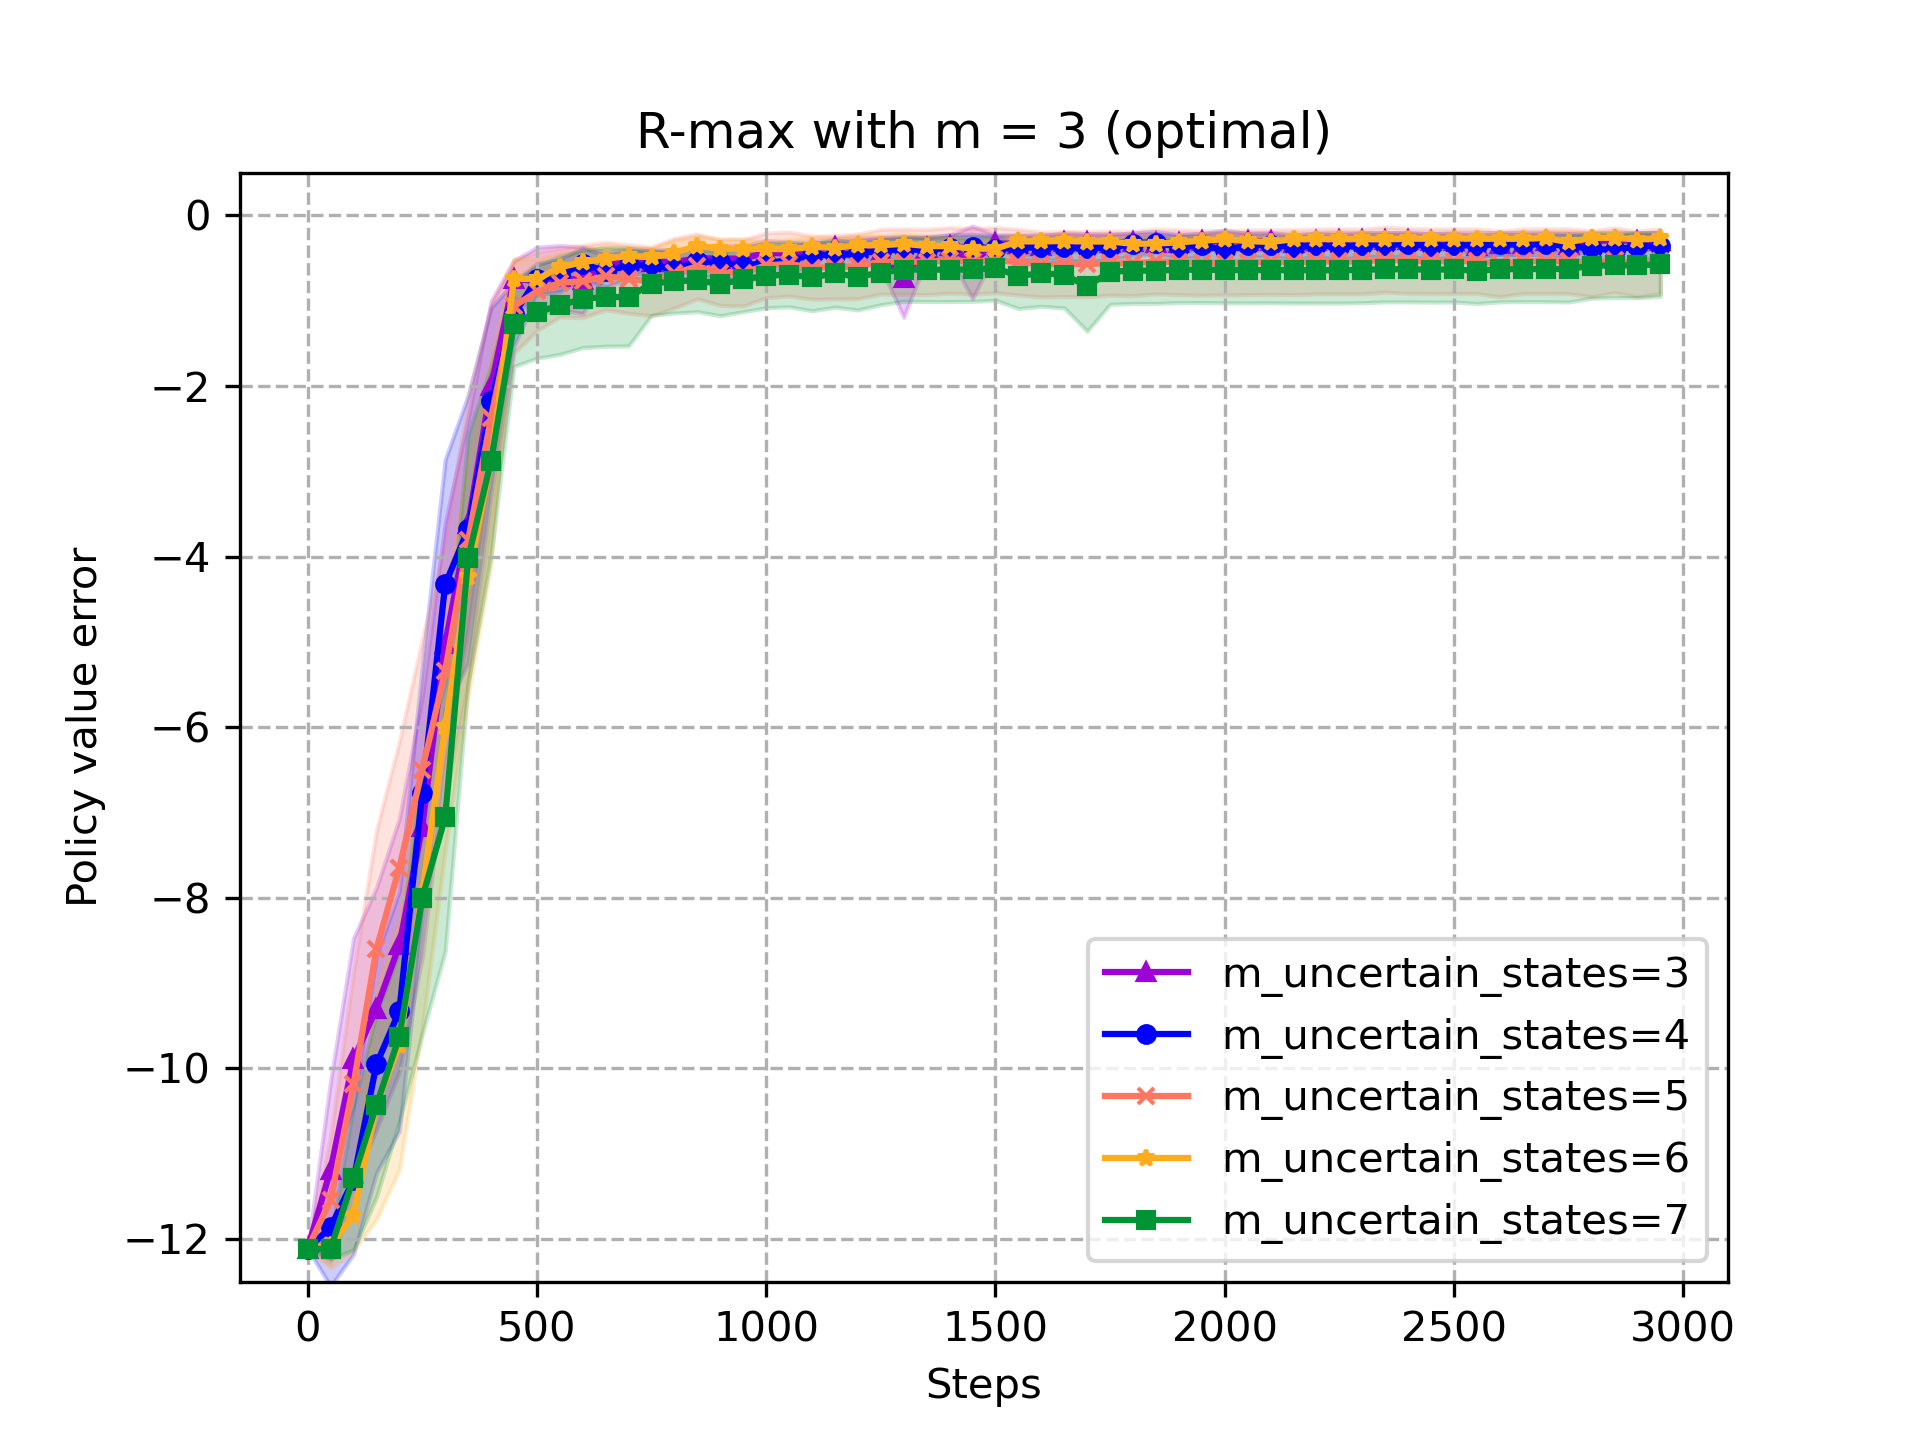 R-max with m = 3 (optimal)
Policy value error
0
−2
−4
−6
−8
−10
−12
m_uncertain_states=3
m_uncertain_states=4
m_uncertain_states=5
m_uncertain_states=6
m_uncertain_states=7
0 500 1000 1500 2000 2500 3000
Steps